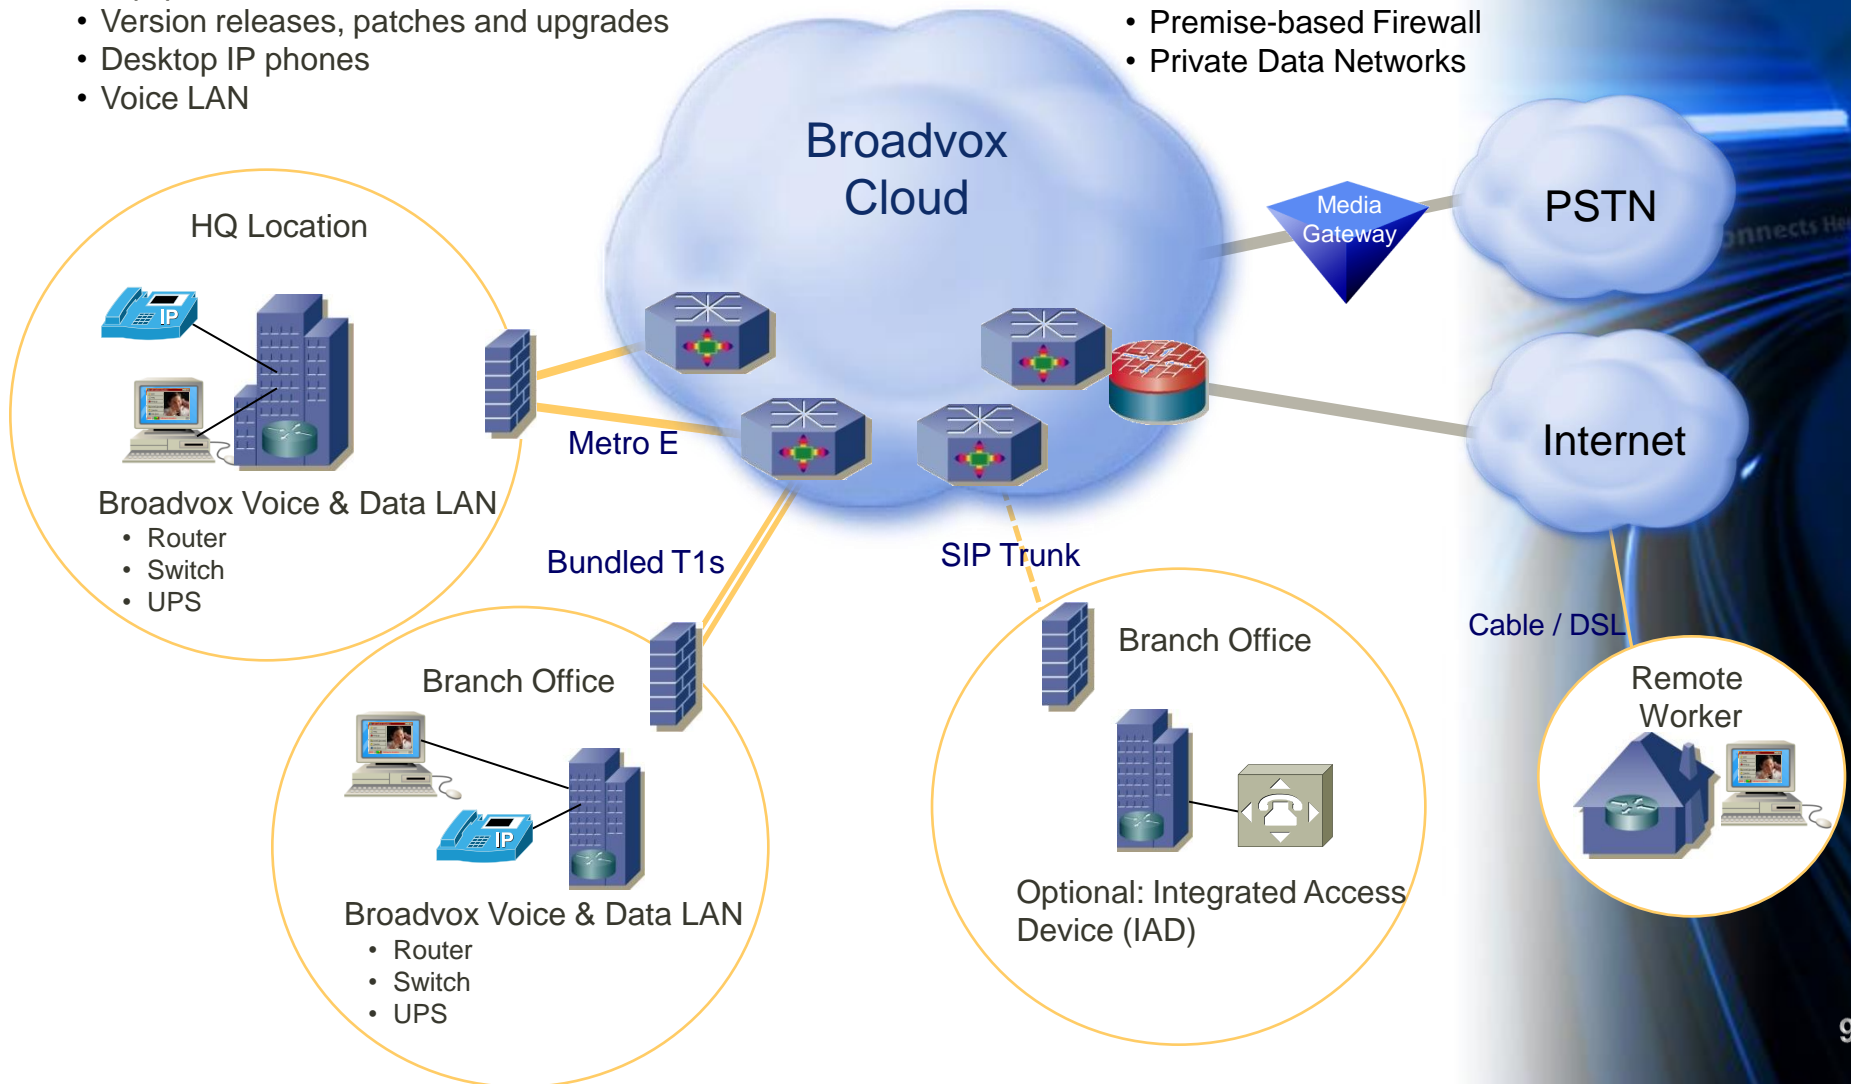 • Version releases, patches and upgrades
• Desktop IP phones
• Voice LAN
• Premise-based Firewall
• Private Data Networks
Broadvox
Cloud
Media
Gateway
PSTN
nnects Her
HQ Location
IP
Metro E
Internet
Broadvox Voice & Data LAN
• Router
• Switch
• UPS
Bundled T1s
SIP Trunk
Cable / DSL
Branch Office
IP
Broadvox Voice & Data LAN
• Router
• Switch
• UPS
Branch Office
Optional: Integrated Access
Device (IAD)
Remote
Worker
9